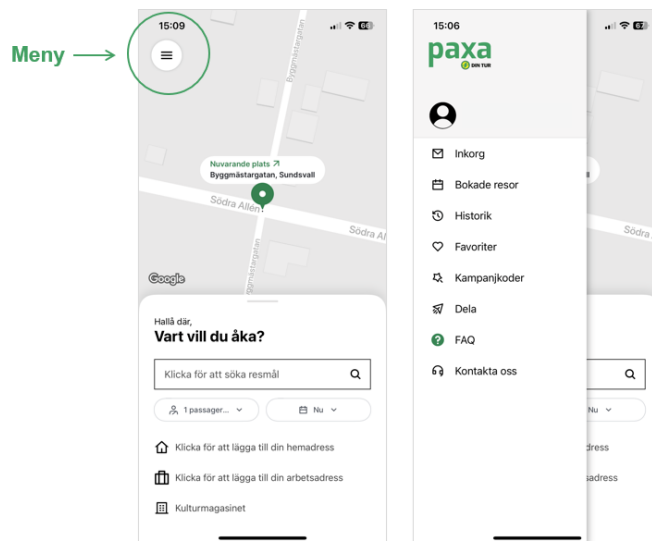 Meny
15:09
66
Byggmästargatan
Nuvarande plats
Byggmästargatan, Sundsvall
Södra Allén
Södra Al
Google
Hallå där,
Vart vill du åka?
Klicka för att söka resmål
1 passager...
Nu
Klicka för att lägga till din hemadress
Klicka för att lägga till din arbetsadress
Kulturmagasinet
15:06
67
paxa
DIN TUR
Inkorg
Bokade resor
Historik
Favoriter
Kampanjkoder
Dela
FAQ
Kontakta oss
Södra
Nu
dress
sadress